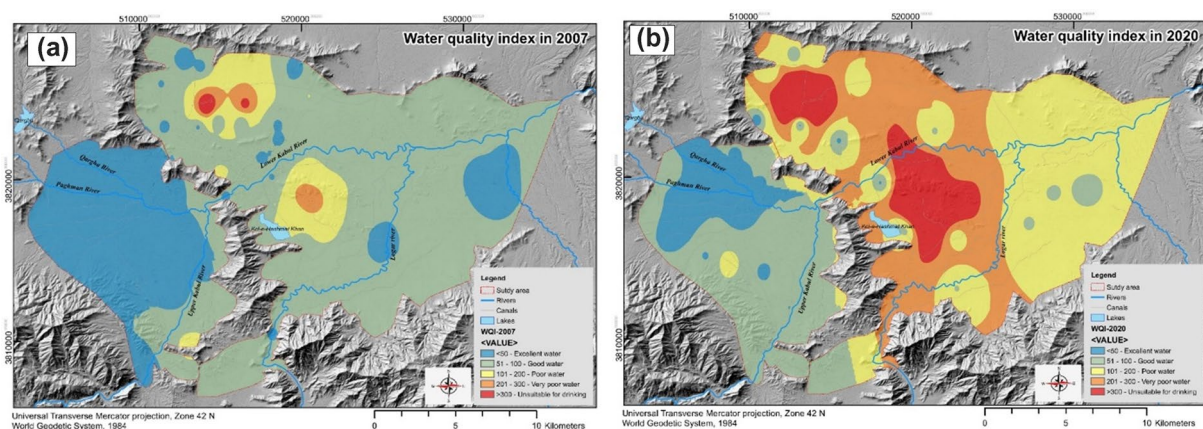 (a)
Water quality index in 2007
510000
520000
530000
3820000
3810000
Qargha River
Paghman River
Lower Kabul River
Upper Kabul River
Logar river
Kol-e-Hashmat Khan
Legend
Sutdy area
Rivers
Canals
Lakes
WQI-2007
<VALUE>
<50 - Excellent water
51 - 100 - Good water
101 - 200 - Poor water
201 - 300 - Very poor water
>300 - Unsuitable for drinking
Universal Transverse Mercator projection, Zone 42 N
World Geodetic System, 1984
0 5 10 Kilometers
(b)
Water quality index in 2020
510000
520000
530000
3820000
3810000
Qargha River
Paghman River
Lower Kabul River
Upper Kabul River
Logar river
Kol-e-Hashmat Khan
Legend
Sutdy area
Rivers
Canals
Lakes
WQI-2020
<VALUE>
<50 - Excellent water
51 - 100 - Good water
101 - 200 - Poor water
201 - 300 - Very poor water
>300 - Unsuitable for drinking
Universal Transverse Mercator projection, Zone 42 N
World Geodetic System, 1984
0 5 10 Kilometers